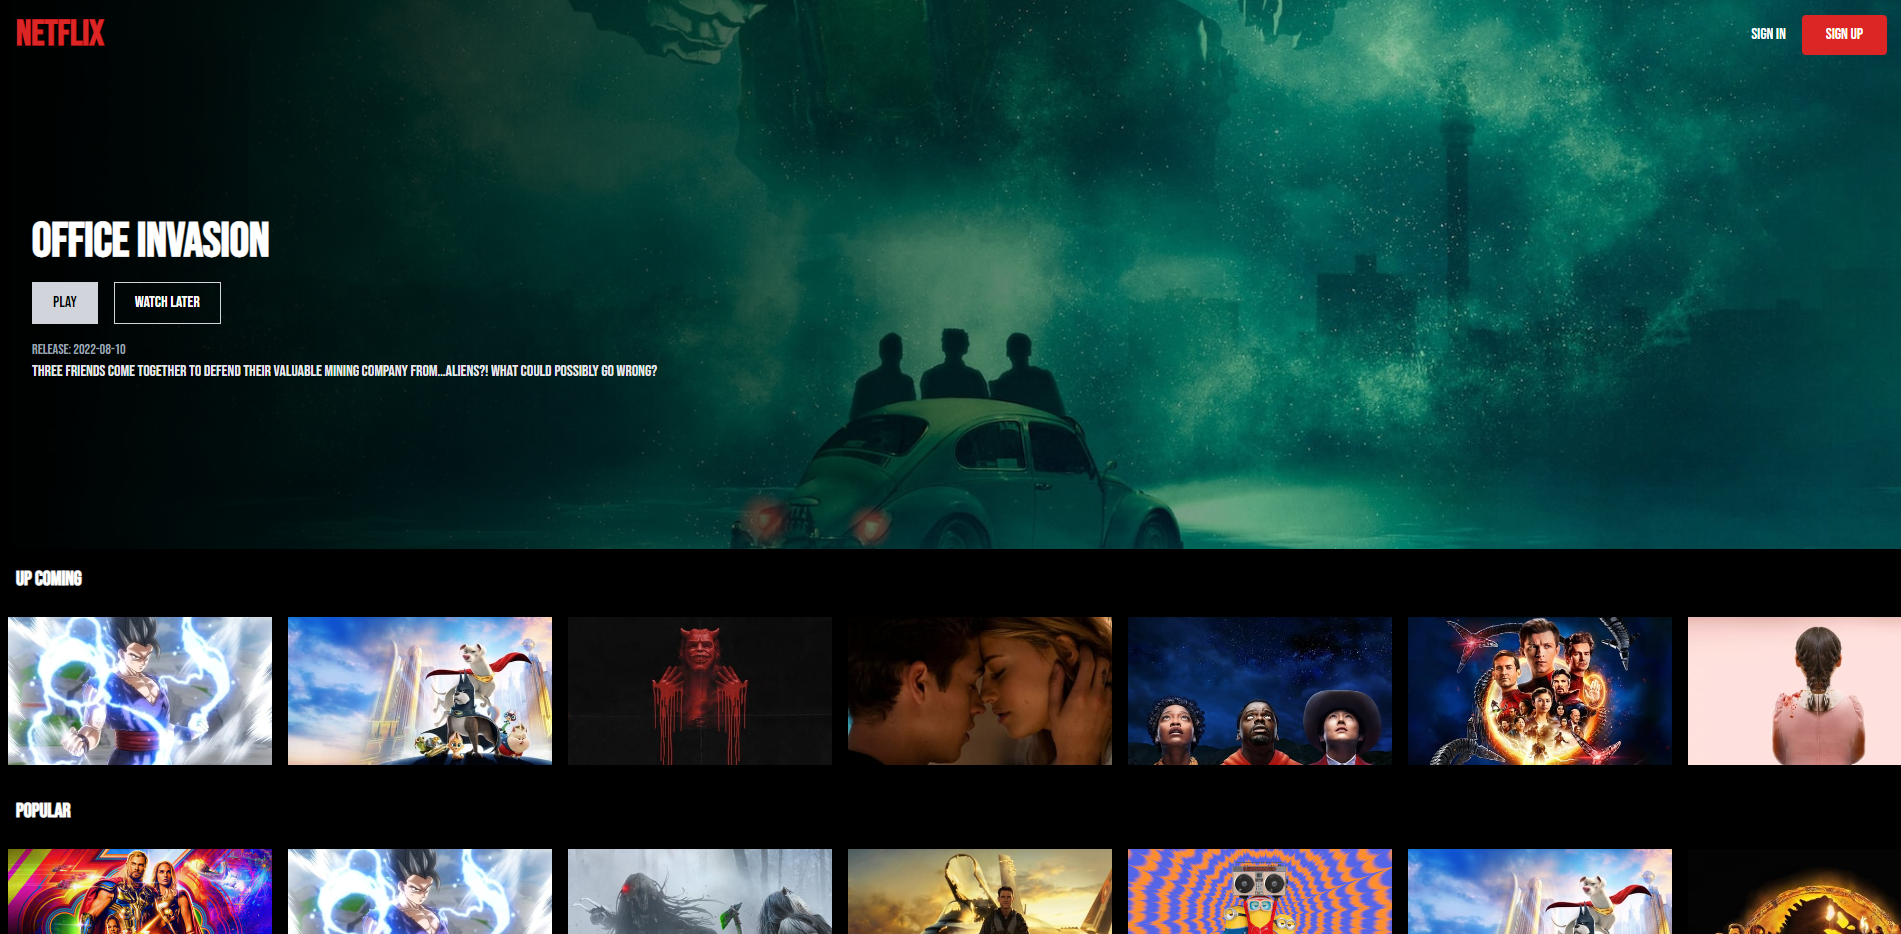 NETFLIX
SIGN IN
SIGN UP
OFFICE INVASION
PLAY
WATCH LATER
RELEASE: 2022-08-10
THREE FRIENDS COME TOGETHER TO DEFEND THEIR VALUABLE MINING COMPANY FROM...ALIENS?! WHAT COULD POSSIBLY GO WRONG?
UP COMING
POPULAR